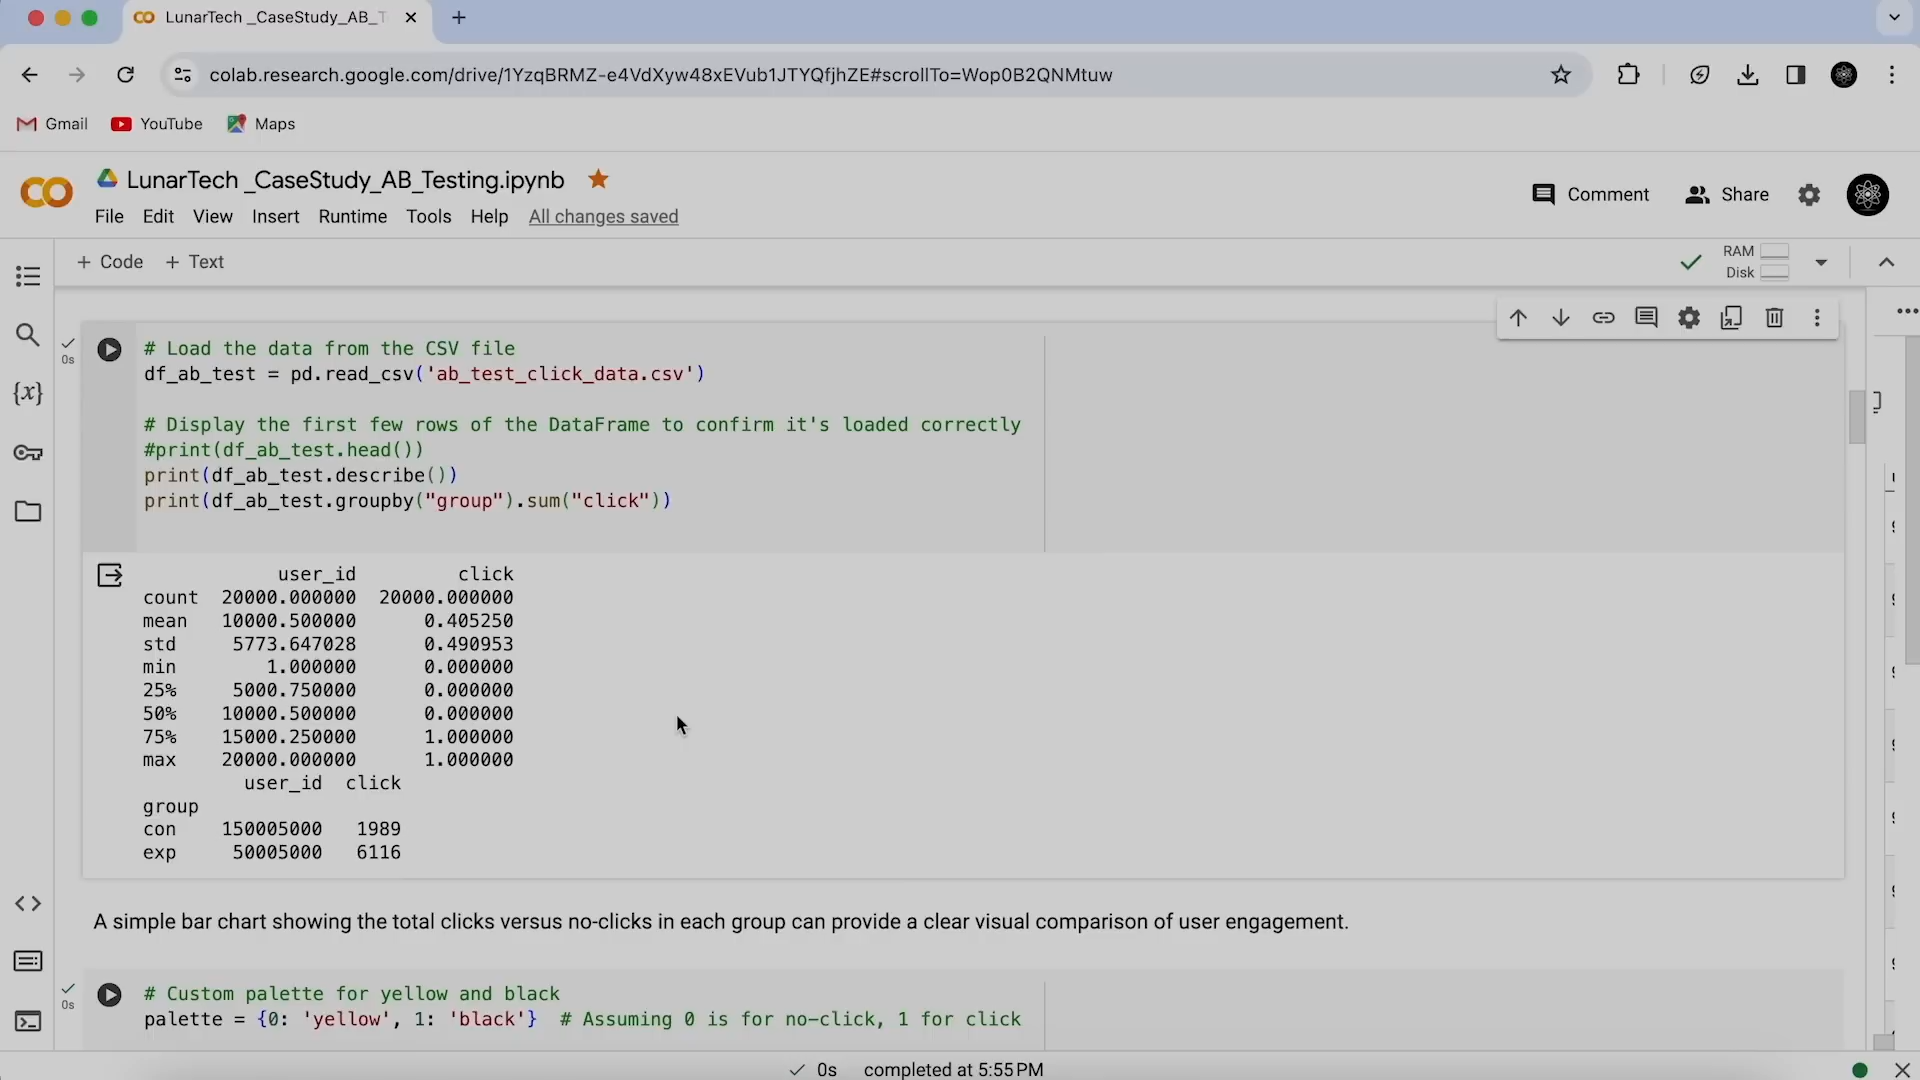 LunarTech _CaseStudy_AB_T
colab.research.google.com/drive/1YzqBRMZ-e4VdXyw48xEVub1JTYQfjhZE#scrollTo=Wop0B2QNMtuw
Gmail YouTube Maps
LunarTech _CaseStudy_AB_Testing.ipynb
Comment Share
File Edit View Insert Runtime Tools Help All changes saved
+ Code + Text
RAM
Disk
0s
# Load the data from the CSV file
df_ab_test = pd.read_csv('ab_test_click_data.csv')
# Display the first few rows of the DataFrame to confirm it's loaded correctly
#print(df_ab_test.head())
print(df_ab_test.describe())
print(df_ab_test.groupby("group").sum("click"))
user_id click
count 20000.000000 20000.000000
mean 10000.500000 0.405250
std 5773.647028 0.490953
min 1.000000 0.000000
25% 5000.750000 0.000000
50% 10000.500000 0.000000
75% 15000.250000 1.000000
max 20000.000000 1.000000
user_id click
group
con 150005000 1989
exp 50005000 6116
A simple bar chart showing the total clicks versus no-clicks in each group can provide a clear visual comparison of user engagement.
0s
# Custom palette for yellow and black
palette = {0: 'yellow', 1: 'black'} # Assuming 0 is for no-click, 1 for click
0s completed at 5:55 PM